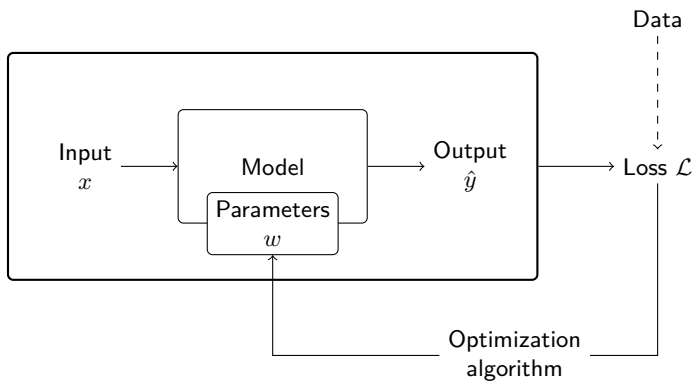 Data
Input
x
Model
Parameters
w
Output
ŷ
Loss ℒ
Optimization
algorithm